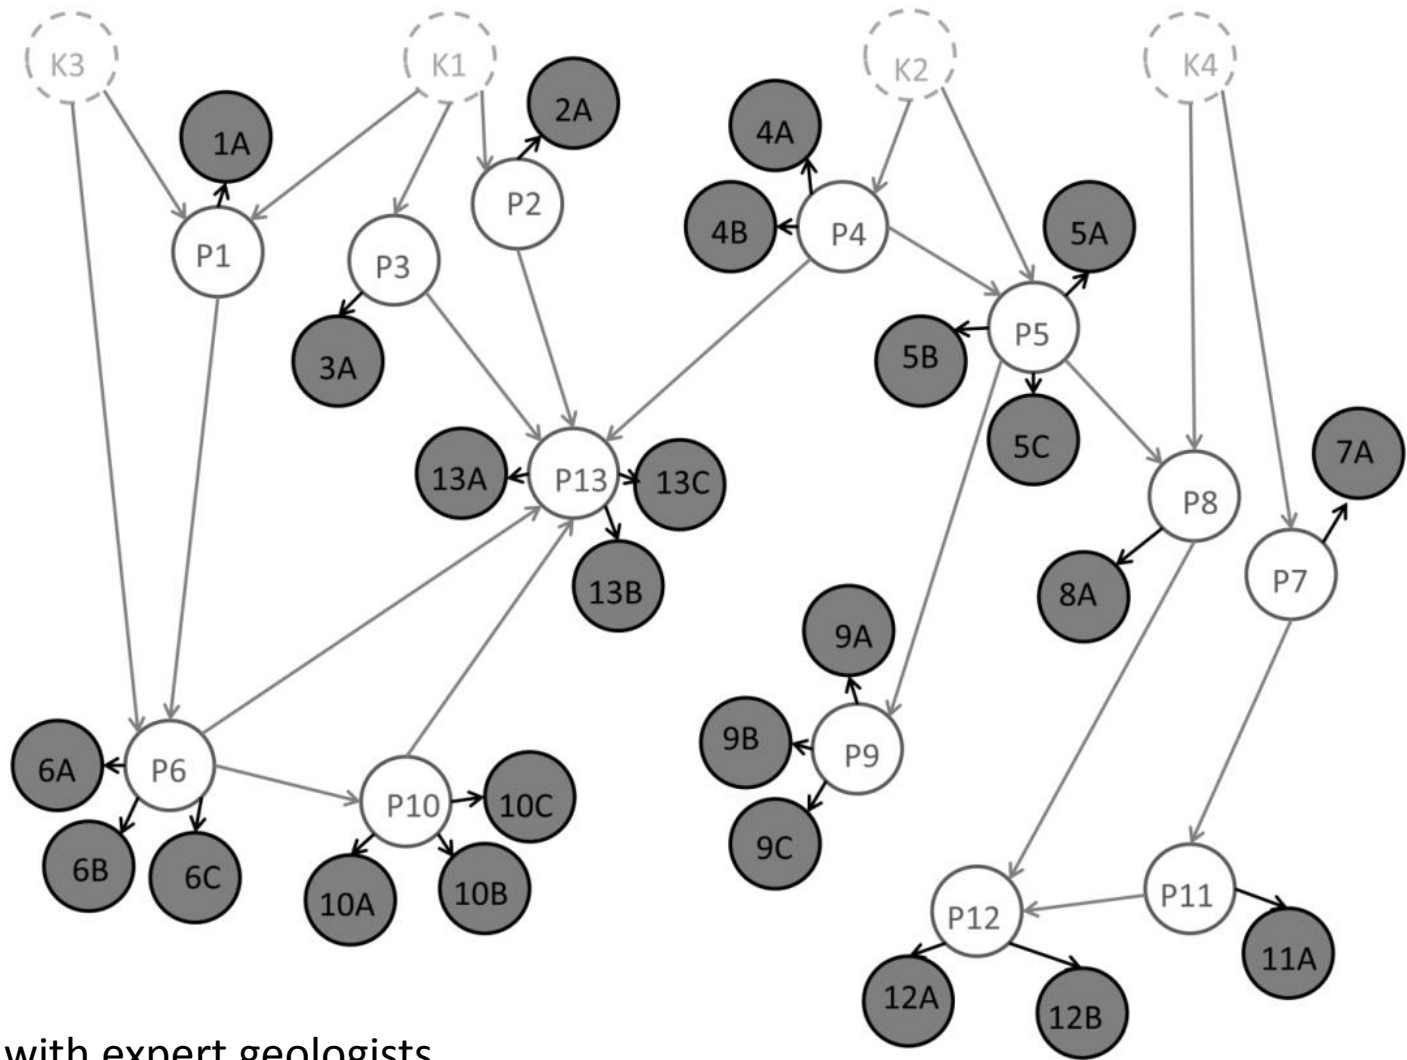 K3
K1
K2
K4
1A
2A
4A
P1
P3
P2
4B
P4
5A
3A
5B
P5
5C
7A
13A
P13
13C
P8
13B
8A
P7
9A
6A
P6
9B
P9
P10
10C
6B
6C
10A
10B
9C
P12
P11
12A
12B
11A
with expert geologists